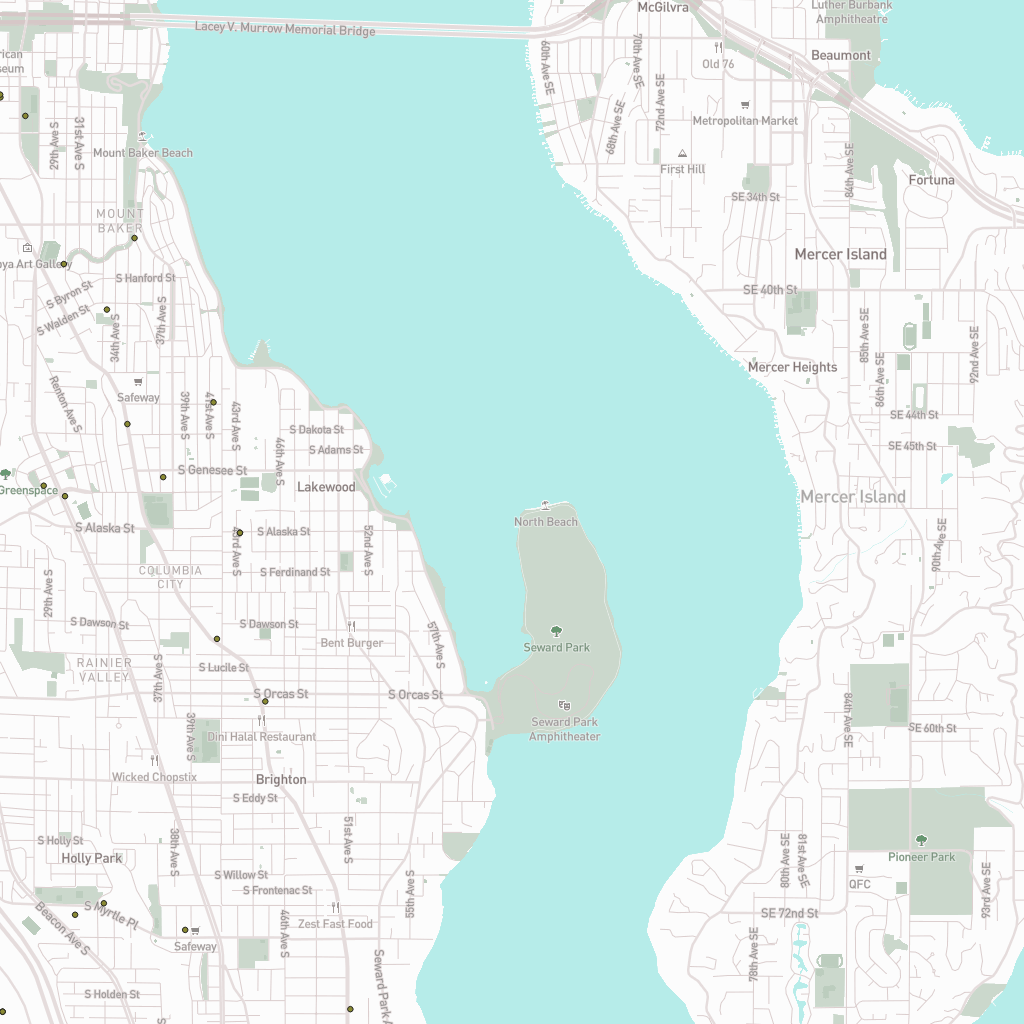 McGilvra
Luther Burbank
Amphitheatre
Lacey V. Murrow Memorial Bridge
Beaumont
Old 76
60th Ave SE
70th Ave SE
72nd Ave SE
68th Ave SE
Metropolitan Market
31st Ave S
29th Ave S
Mount Baker Beach
First Hill
84th Ave SE
Fortuna
SE 34th St
MOUNT
BAKER
Mercer Island
S Hanford St
S Byron St
S Walden St
34th Ave S
37th Ave S
SE 40th St
85th Ave SE
86th Ave SE
92nd Ave SE
Mercer Heights
Renton Ave S
Safeway
39th Ave S
41st Ave S
43rd Ave S
46th Ave S
S Dakota St
S Adams St
SE 44th St
SE 45th St
S Genesee St
Greenspace
Lakewood
Mercer Island
North Beach
S Alaska St
S Alaska St
43rd Ave S
52nd Ave S
90th Ave SE
COLUMBIA
CITY
S Ferdinand St
29th Ave S
S Dawson St
S Dawson St
57th Ave S
Bent Burger
Seward Park
RAINIER
VALLEY
37th Ave S
S Lucile St
S Orcas St
S Orcas St
84th Ave SE
39th Ave S
Dini Halal Restaurant
Seward Park
Amphitheater
SE 60th St
Wicked Chopstix
Brighton
S Eddy St
38th Ave S
51st Ave S
S Holly St
Holly Park
80th Ave SE
81st Ave SE
Pioneer Park
S Willow St
S Frontenac St
55th Ave S
QFC
93rd Ave SE
Beacon Ave S
S Myrtle Pl
46th Ave S
Zest Fast Food
SE 72nd St
Safeway
78th Ave SE
Seward Park
S Holden St